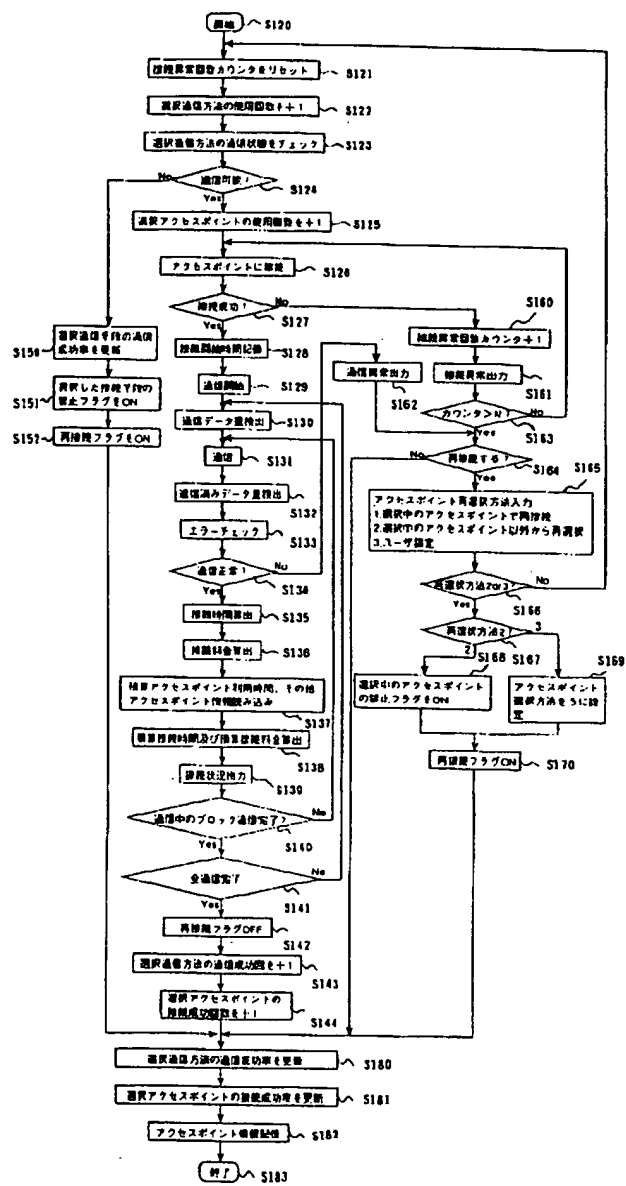 開始
S120
接続異常回数カウンタをリセット
S121
選択通信方法の使用回数を+1
S122
選択通信方法の通信状態をチェック
S123
通信可能?
No
S124
Yes
選択アクセスポイントの使用回数を+1
S125
アクセスポイントに接続
S126
接続成功?
No
S127
Yes
接続開始時間記憶
S128
通信開始
S129
通信データ量検出
S130
通信
S131
通信済みデータ量検出
S132
エラーチェック
S133
通信正常?
No
S134
Yes
接続時間算出
S135
接続料金算出
S136
積算アクセスポイント利用時間、その他
アクセスポイント情報読み込み
S137
積算接続時間及び積算接続料金算出
S138
接続状況出力
S139
通信中のブロック通信完了?
No
S140
Yes
全通信完了
No
S141
Yes
再接続フラグOFF
S142
選択通信方法の通信成功回を+1
S143
選択アクセスポイントの
接続成功回数を+1
S144
選択通信手段の通信
成功率を更新
S150
選択した接続手段の
禁止フラグをON
S151
再接続フラグをON
S152
S160
接続異常回数カウンタ+1
接続異常出力
S161
通信異常出力
S162
カウンタ>N?
No
S163
Yes
再接続する?
No
S164
Yes
S165
アクセスポイント再選択方法入力
1.選択中のアクセスポイントで再接続
2.選択中のアクセスポイント以外から再選択
3.ユーザ設定
再選択方法2or3?
No
S166
Yes
再選択方法2?
3
S167
2
S168
選択中のアクセスポイント
の禁止フラグをON
S169
アクセスポイント
選択方法を5に設
定
再接続フラグON
S170
選択通信方法の通信成功率を更新
S180
選択アクセスポイントの接続成功率を更新
S181
アクセスポイント情報記憶
S182
終了
S183